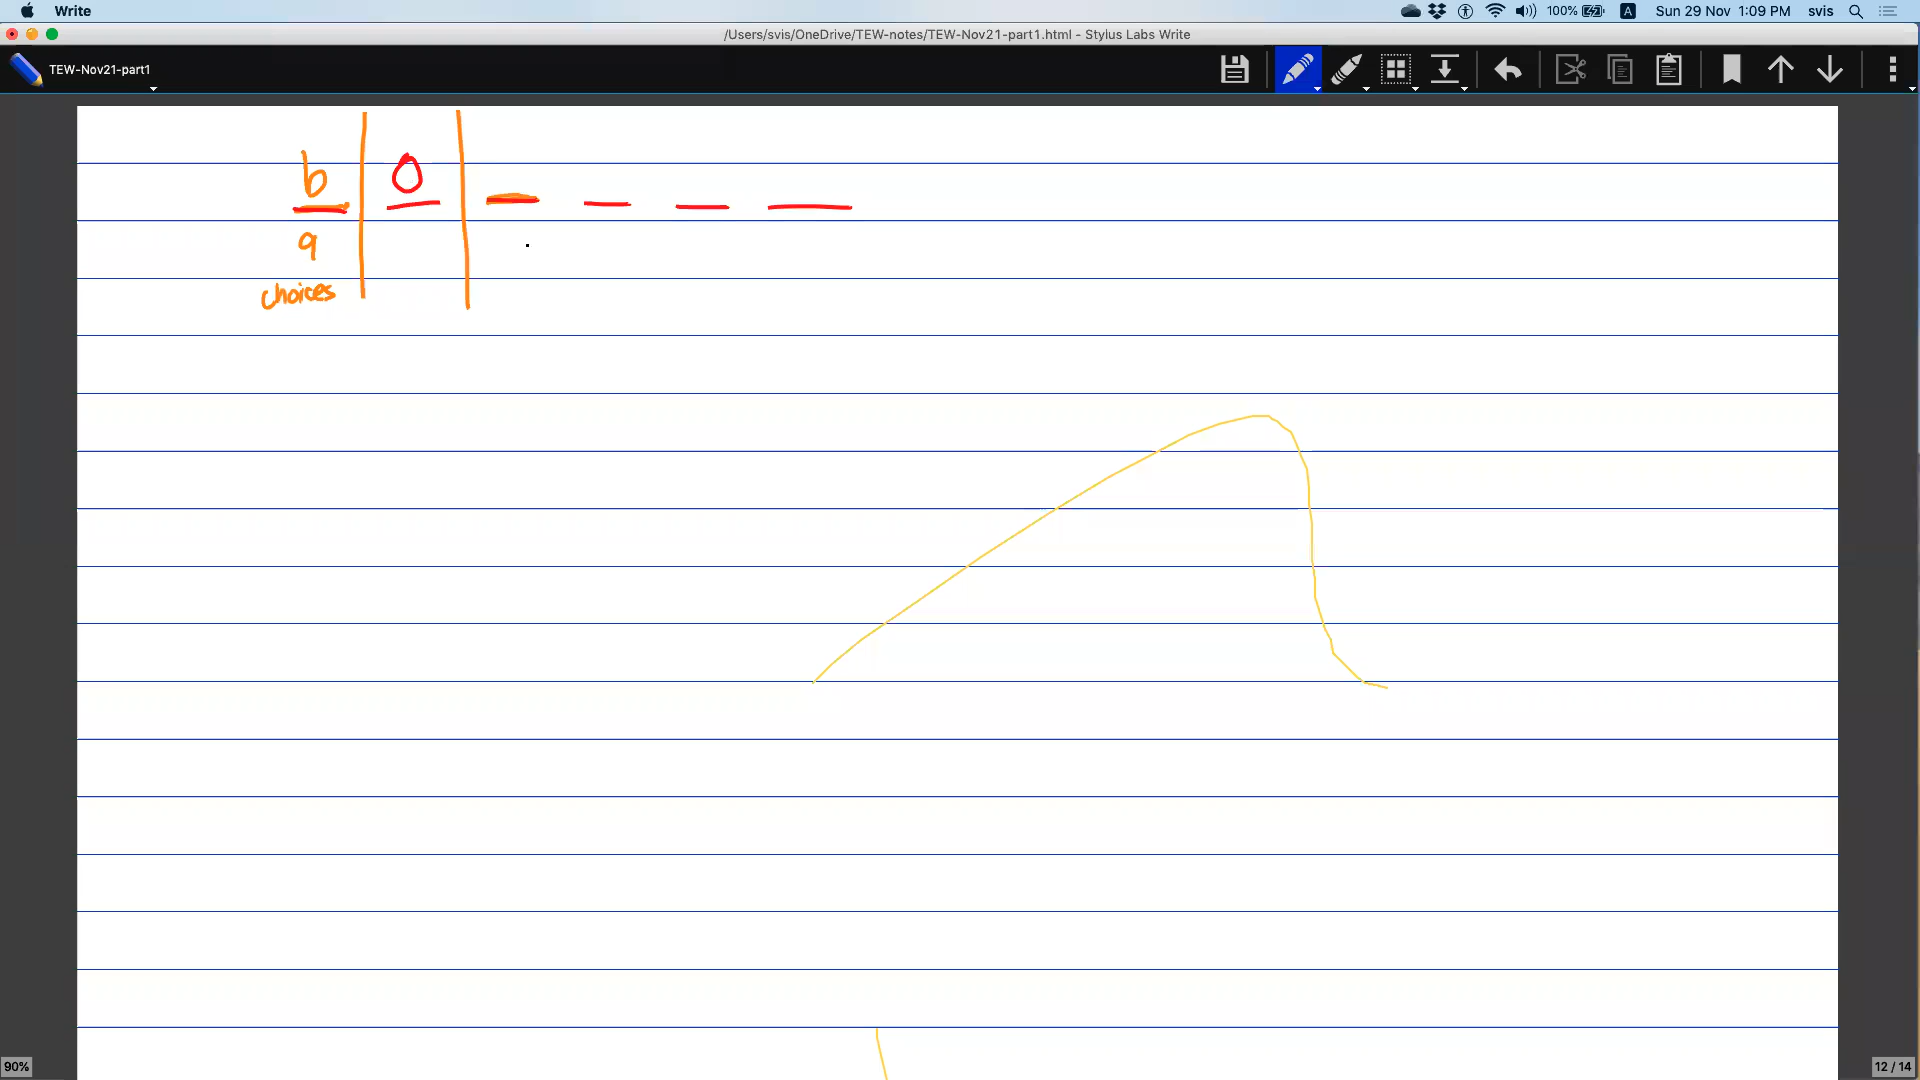 Write
100%
A
Sun 29 Nov 1:09 PM
svis
/Users/svis/OneDrive/TEW-notes/TEW-Nov21-part1.html - Stylus Labs Write
TEW-Nov21-part1
b
0
9
choices
90%
12 / 14